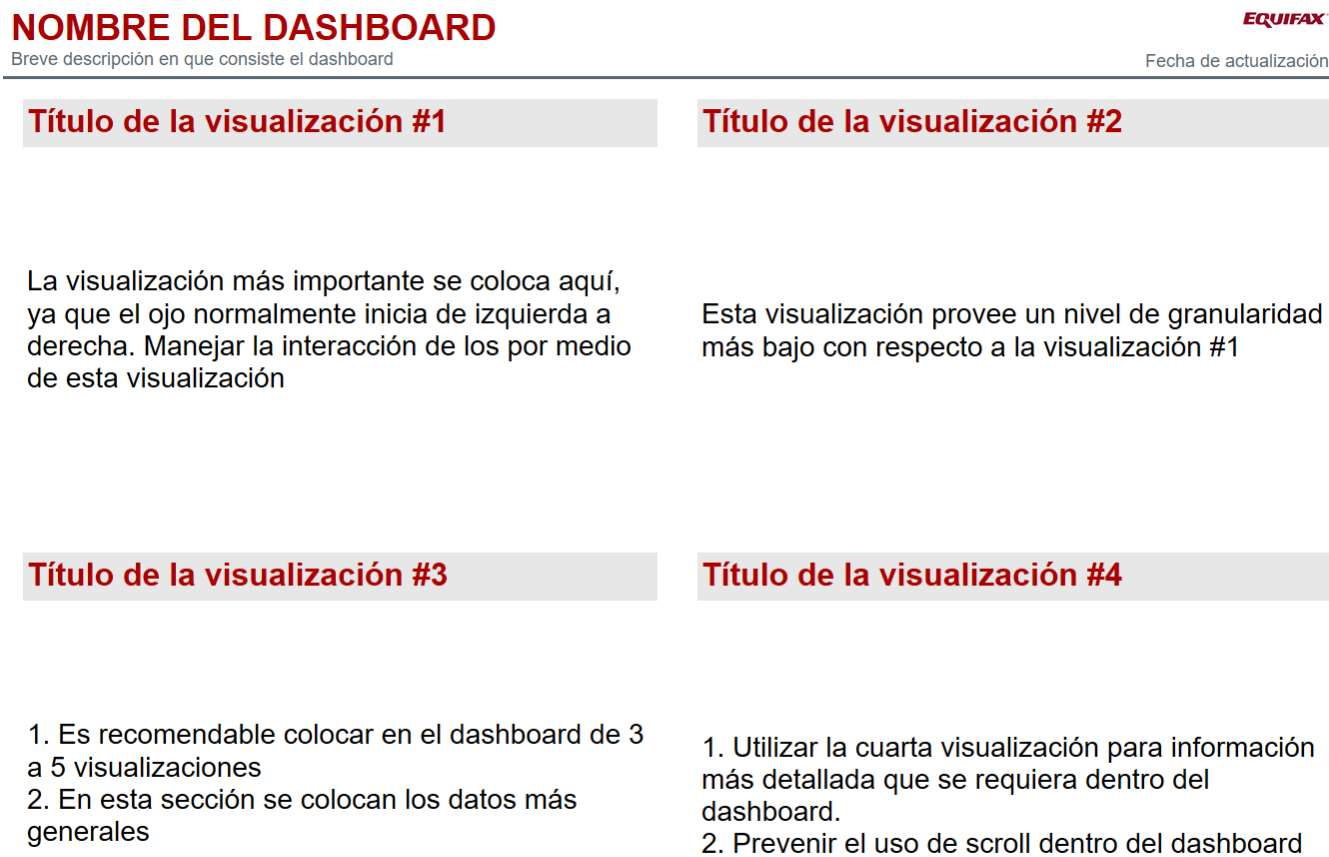 NOMBRE DEL DASHBOARD
EQUIFAX
Breve descripción en que consiste el dashboard
Fecha de actualización
Título de la visualización #1
La visualización más importante se coloca aquí,
ya que el ojo normalmente inicia de izquierda a
derecha. Manejar la interacción de los por medio
de esta visualización
Título de la visualización #2
Esta visualización provee un nivel de granularidad
más bajo con respecto a la visualización #1
Título de la visualización #3
1. Es recomendable colocar en el dashboard de 3
a 5 visualizaciones
2. En esta sección se colocan los datos más
generales
Título de la visualización #4
1. Utilizar la cuarta visualización para información
más detallada que se requiera dentro del
dashboard.
2. Prevenir el uso de scroll dentro del dashboard